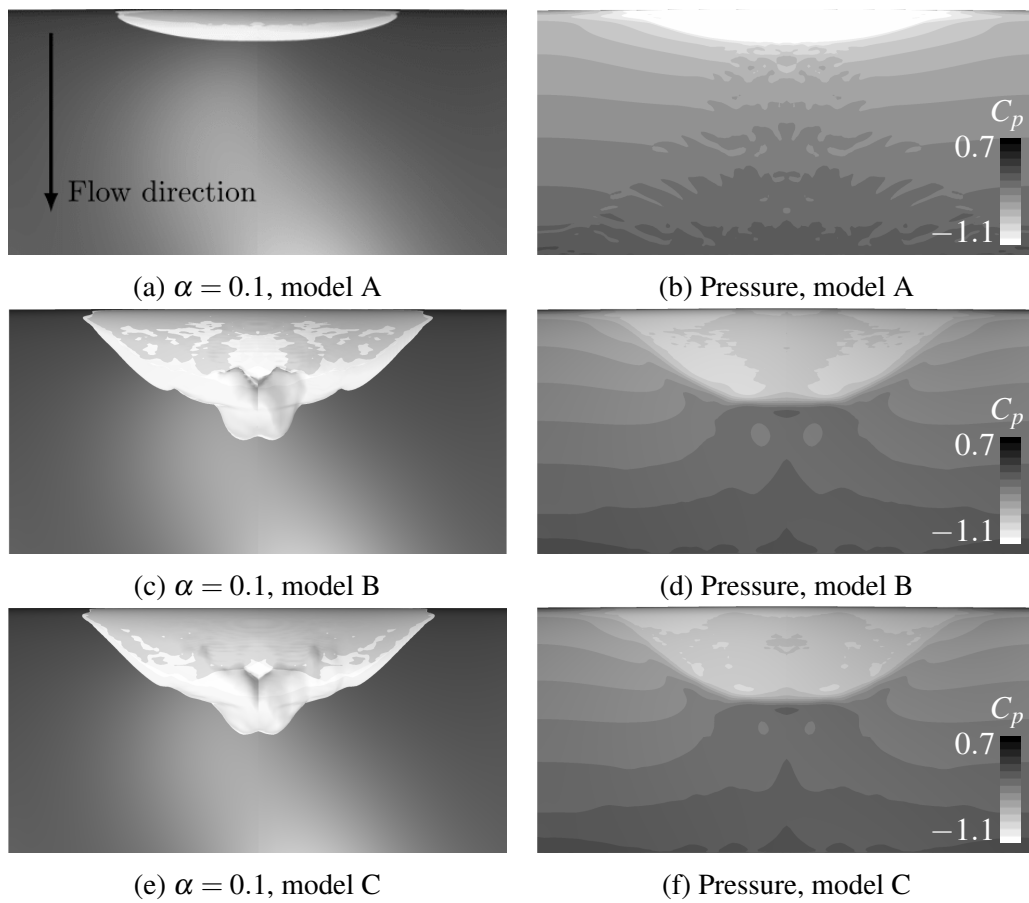 Flow direction
C_p
0.7
−1.1
(a) α = 0.1, model A
(b) Pressure, model A
C_p
0.7
−1.1
(c) α = 0.1, model B
(d) Pressure, model B
C_p
0.7
−1.1
(e) α = 0.1, model C
(f) Pressure, model C